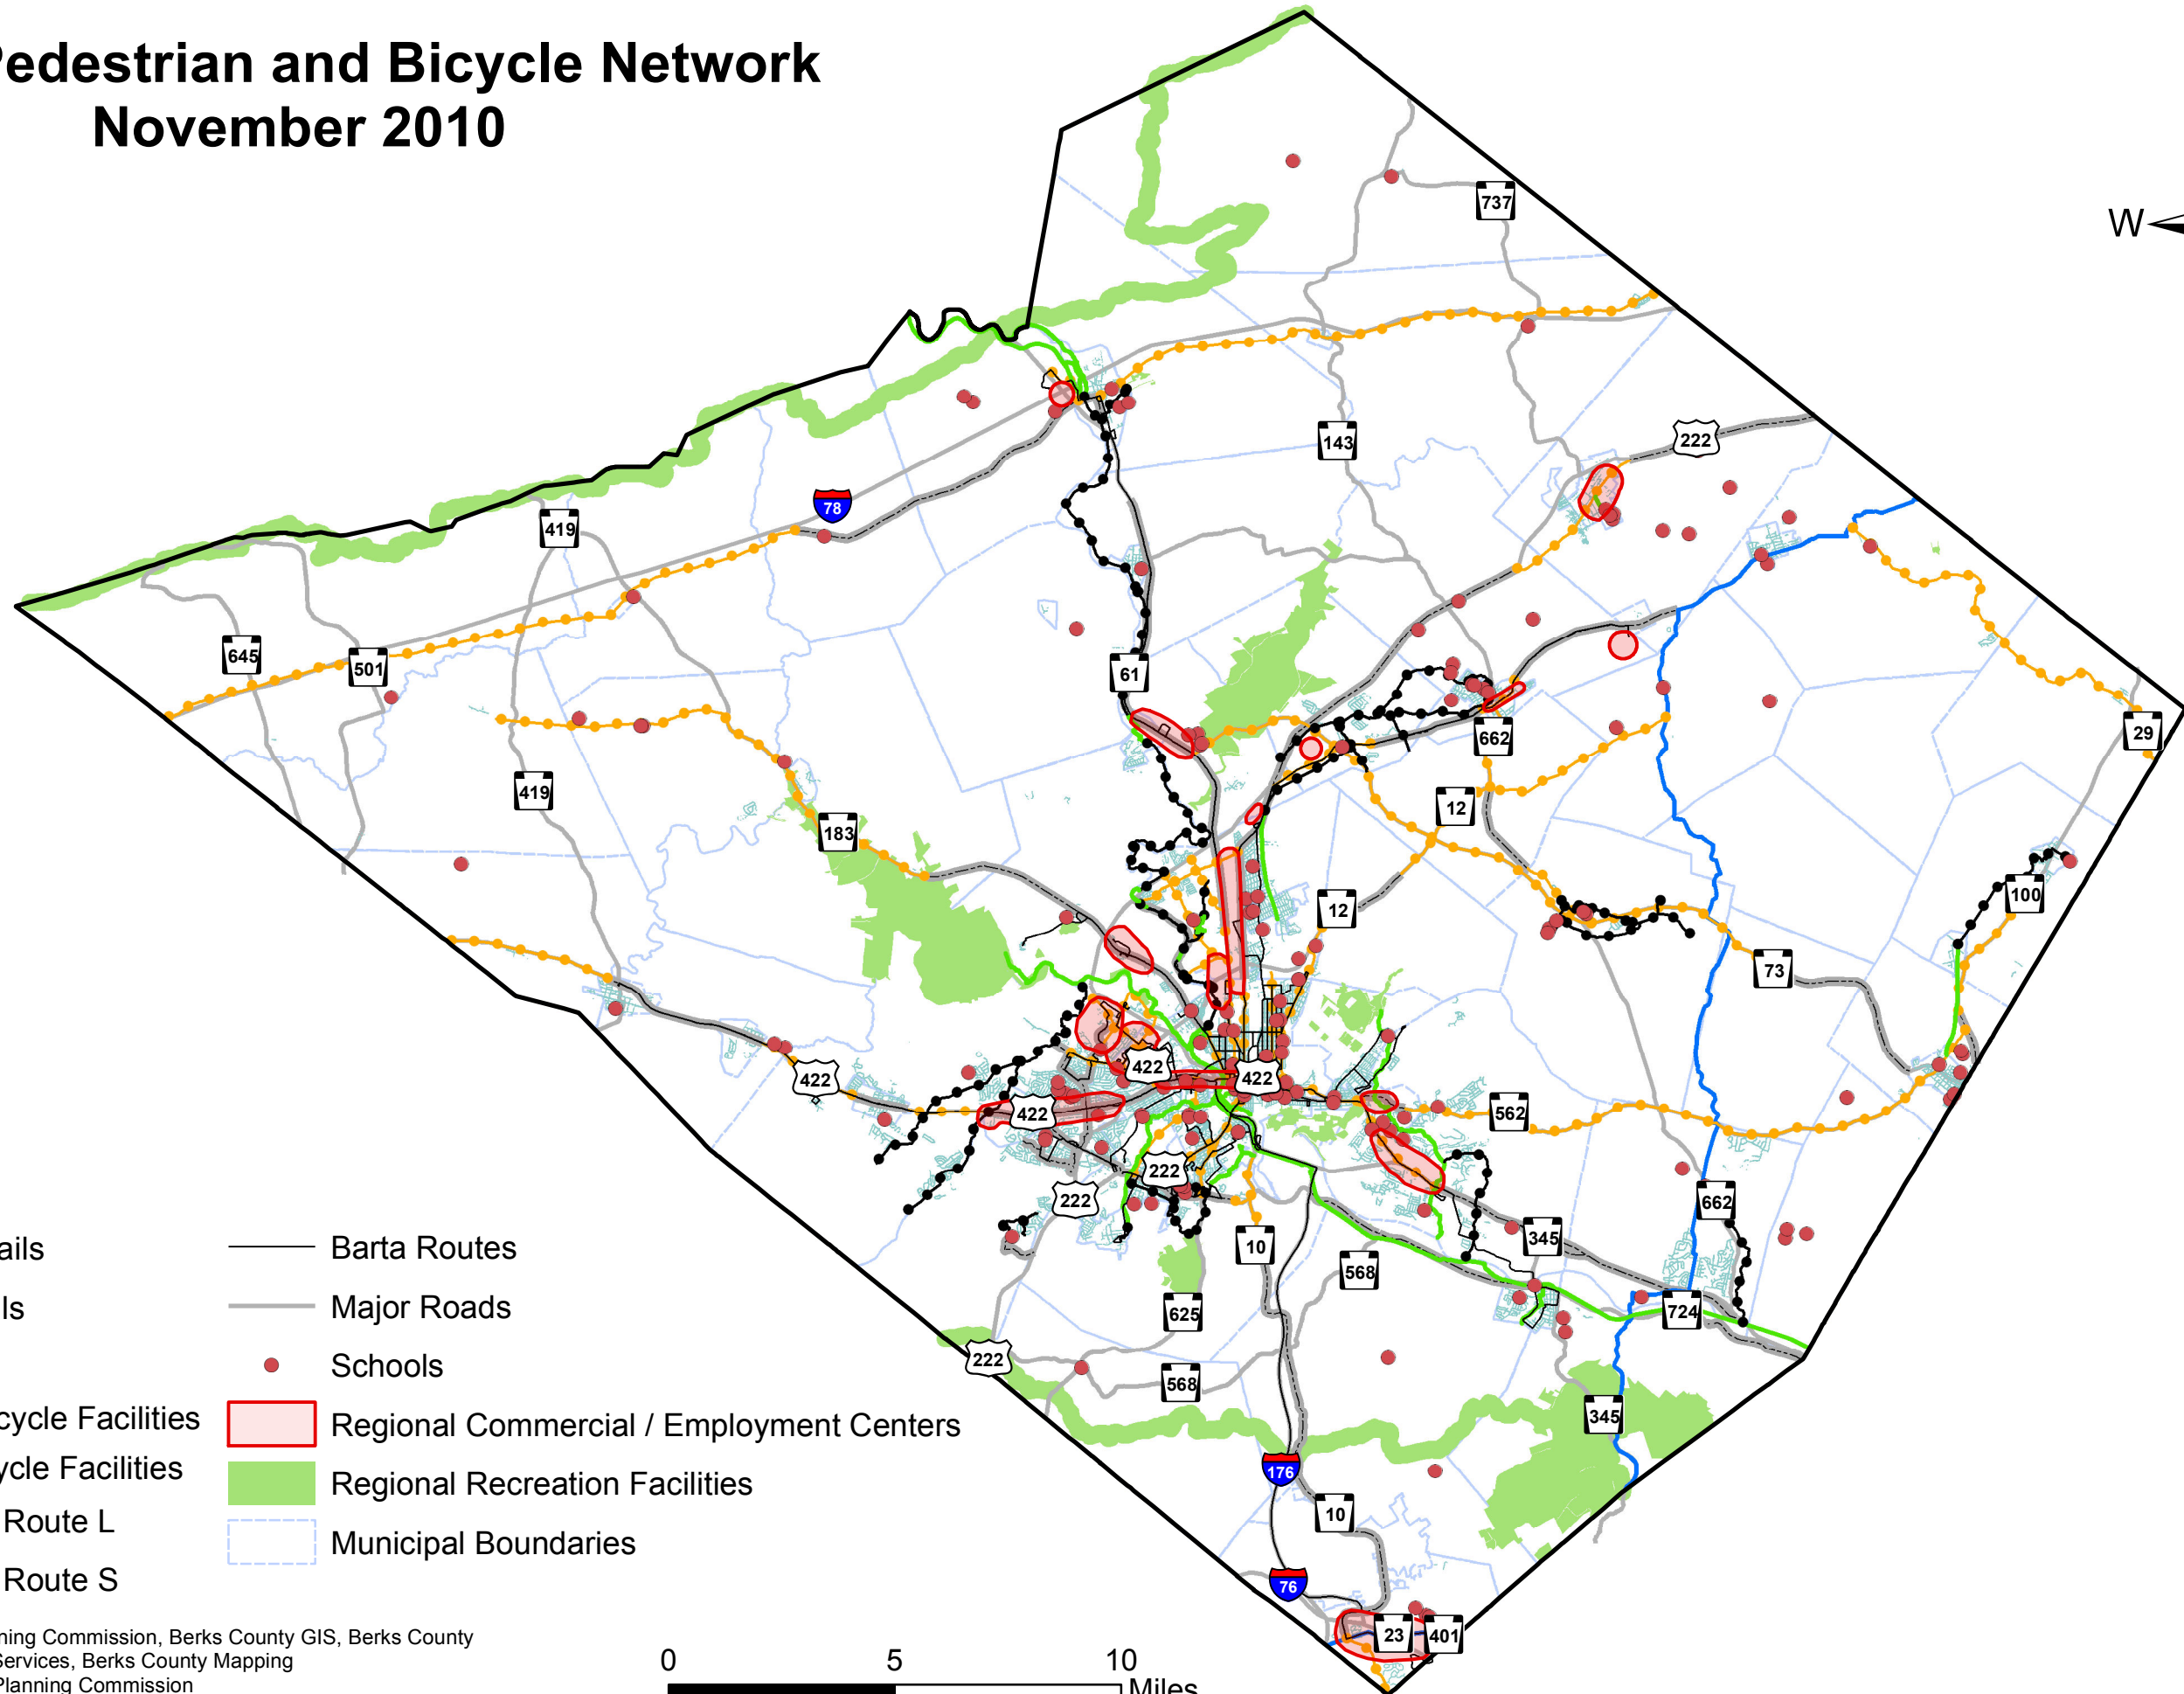 Pedestrian and Bicycle Network
November 2010
W
737
143
222
78
419
645
501
61
662
29
12
419
183
12
100
73
422
422
422
422
562
222
222
662
10
345
568
625
724
222
568
345
176
10
76
23
401
ails
Barta Routes
ls
Major Roads
Schools
cycle Facilities
Regional Commercial / Employment Centers
ycle Facilities
Regional Recreation Facilities
Route L
Municipal Boundaries
Route S
ning Commission, Berks County GIS, Berks County
Services, Berks County Mapping
Planning Commission
0 5 10
Miles